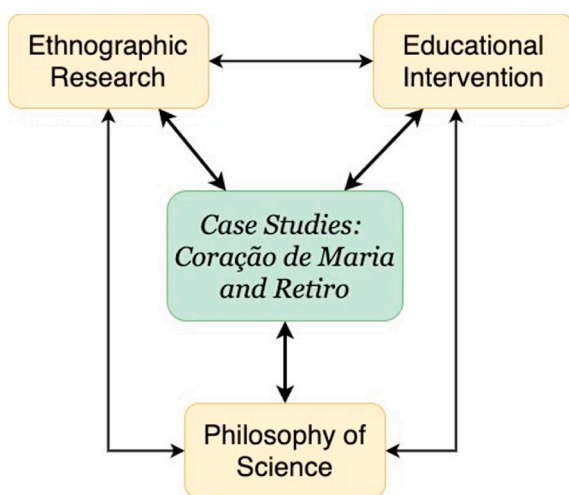 Ethnographic
Research
Educational
Intervention
Case Studies:
Coração de Maria
and Retiro
Philosophy of
Science